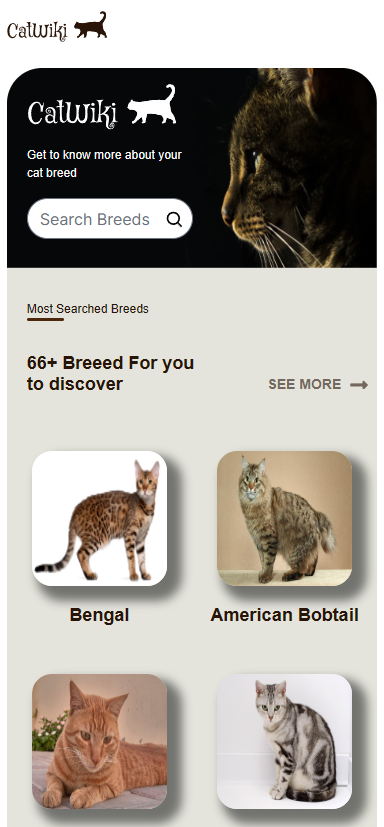 CatWiki
CatWiki
Get to know more about your
cat breed
Search Breeds
Most Searched Breeds
66+ Breeed For you
to discover
SEE MORE
Bengal
American Bobtail